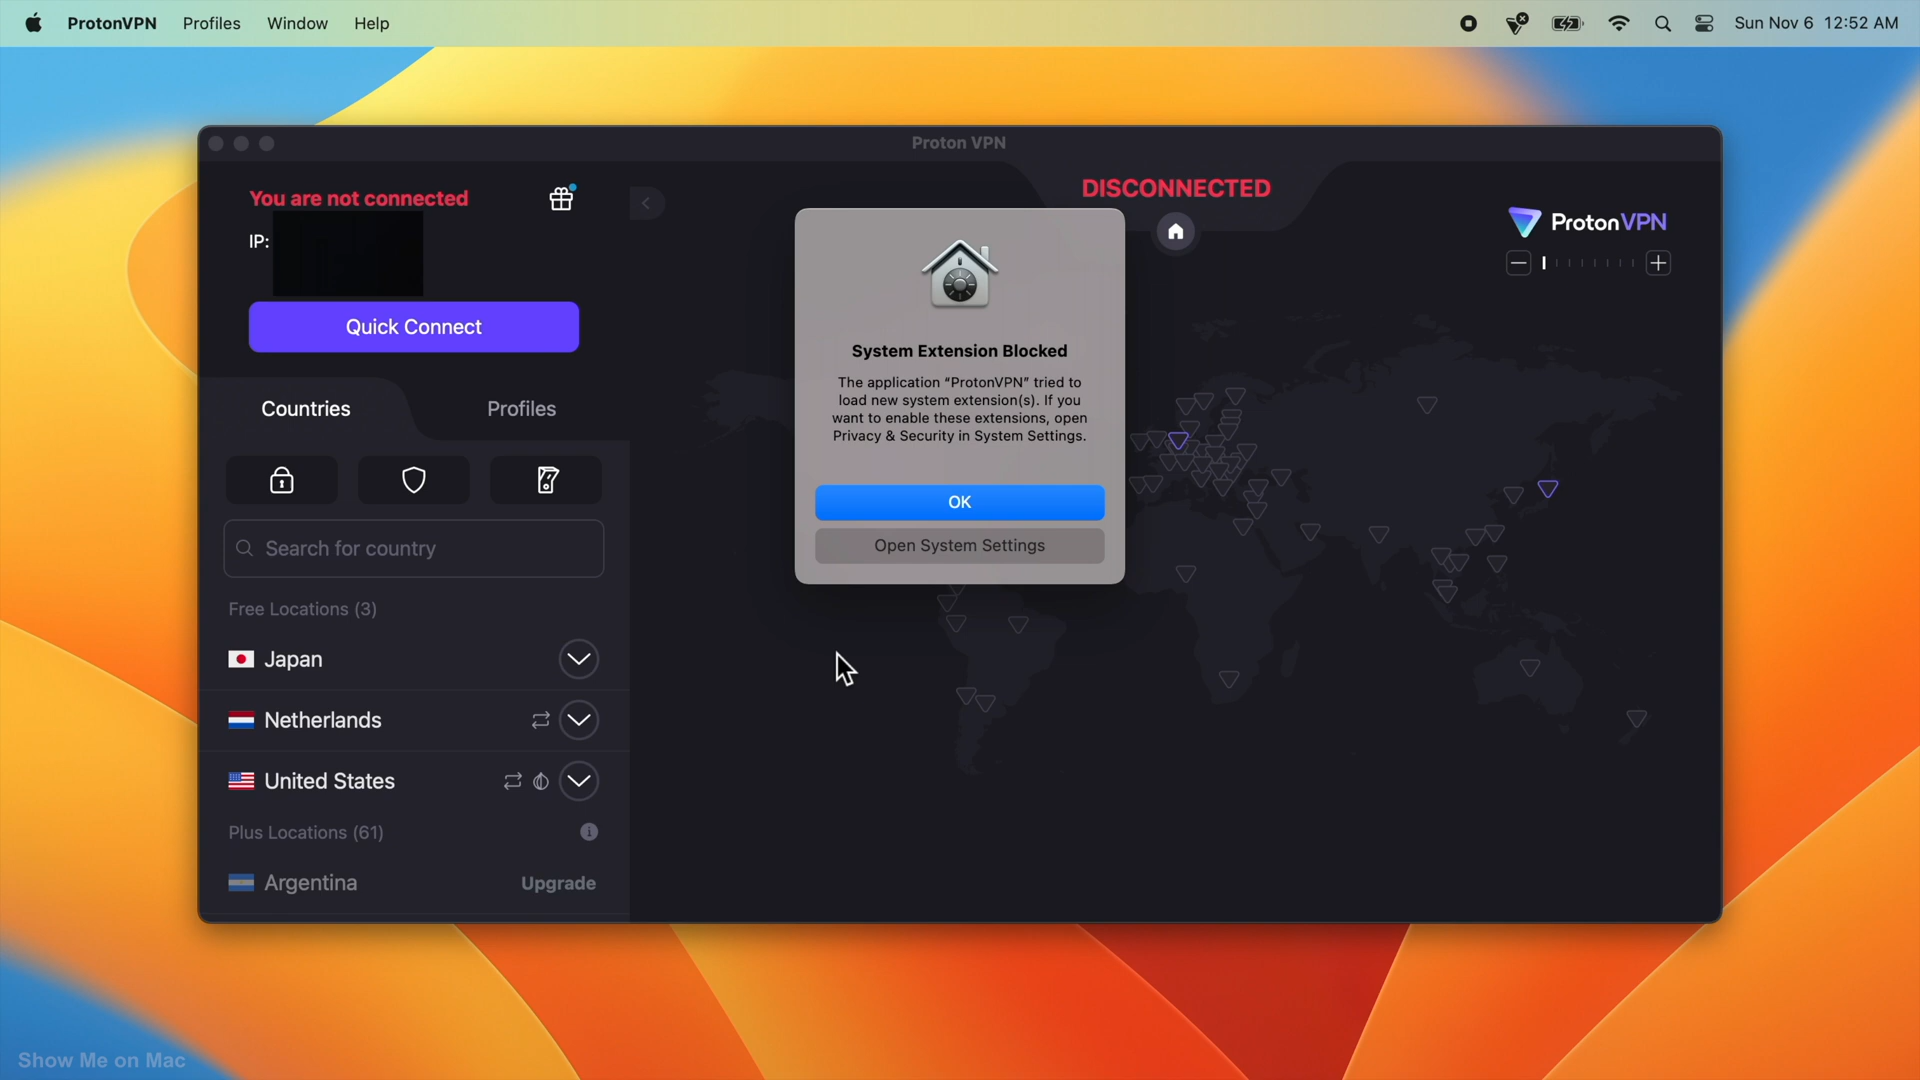 ProtonVPN Profiles Window Help
Sun Nov 6 12:52 AM
Proton VPN
You are not connected
IP:
Quick Connect
Countries
Profiles
Search for country
Free Locations (3)
Japan
Netherlands
United States
Plus Locations (61)
Argentina
Upgrade
DISCONNECTED
ProtonVPN
System Extension Blocked
The application “ProtonVPN” tried to
load new system extension(s). If you
want to enable these extensions, open
Privacy & Security in System Settings.
OK
Open System Settings
Show Me on Mac